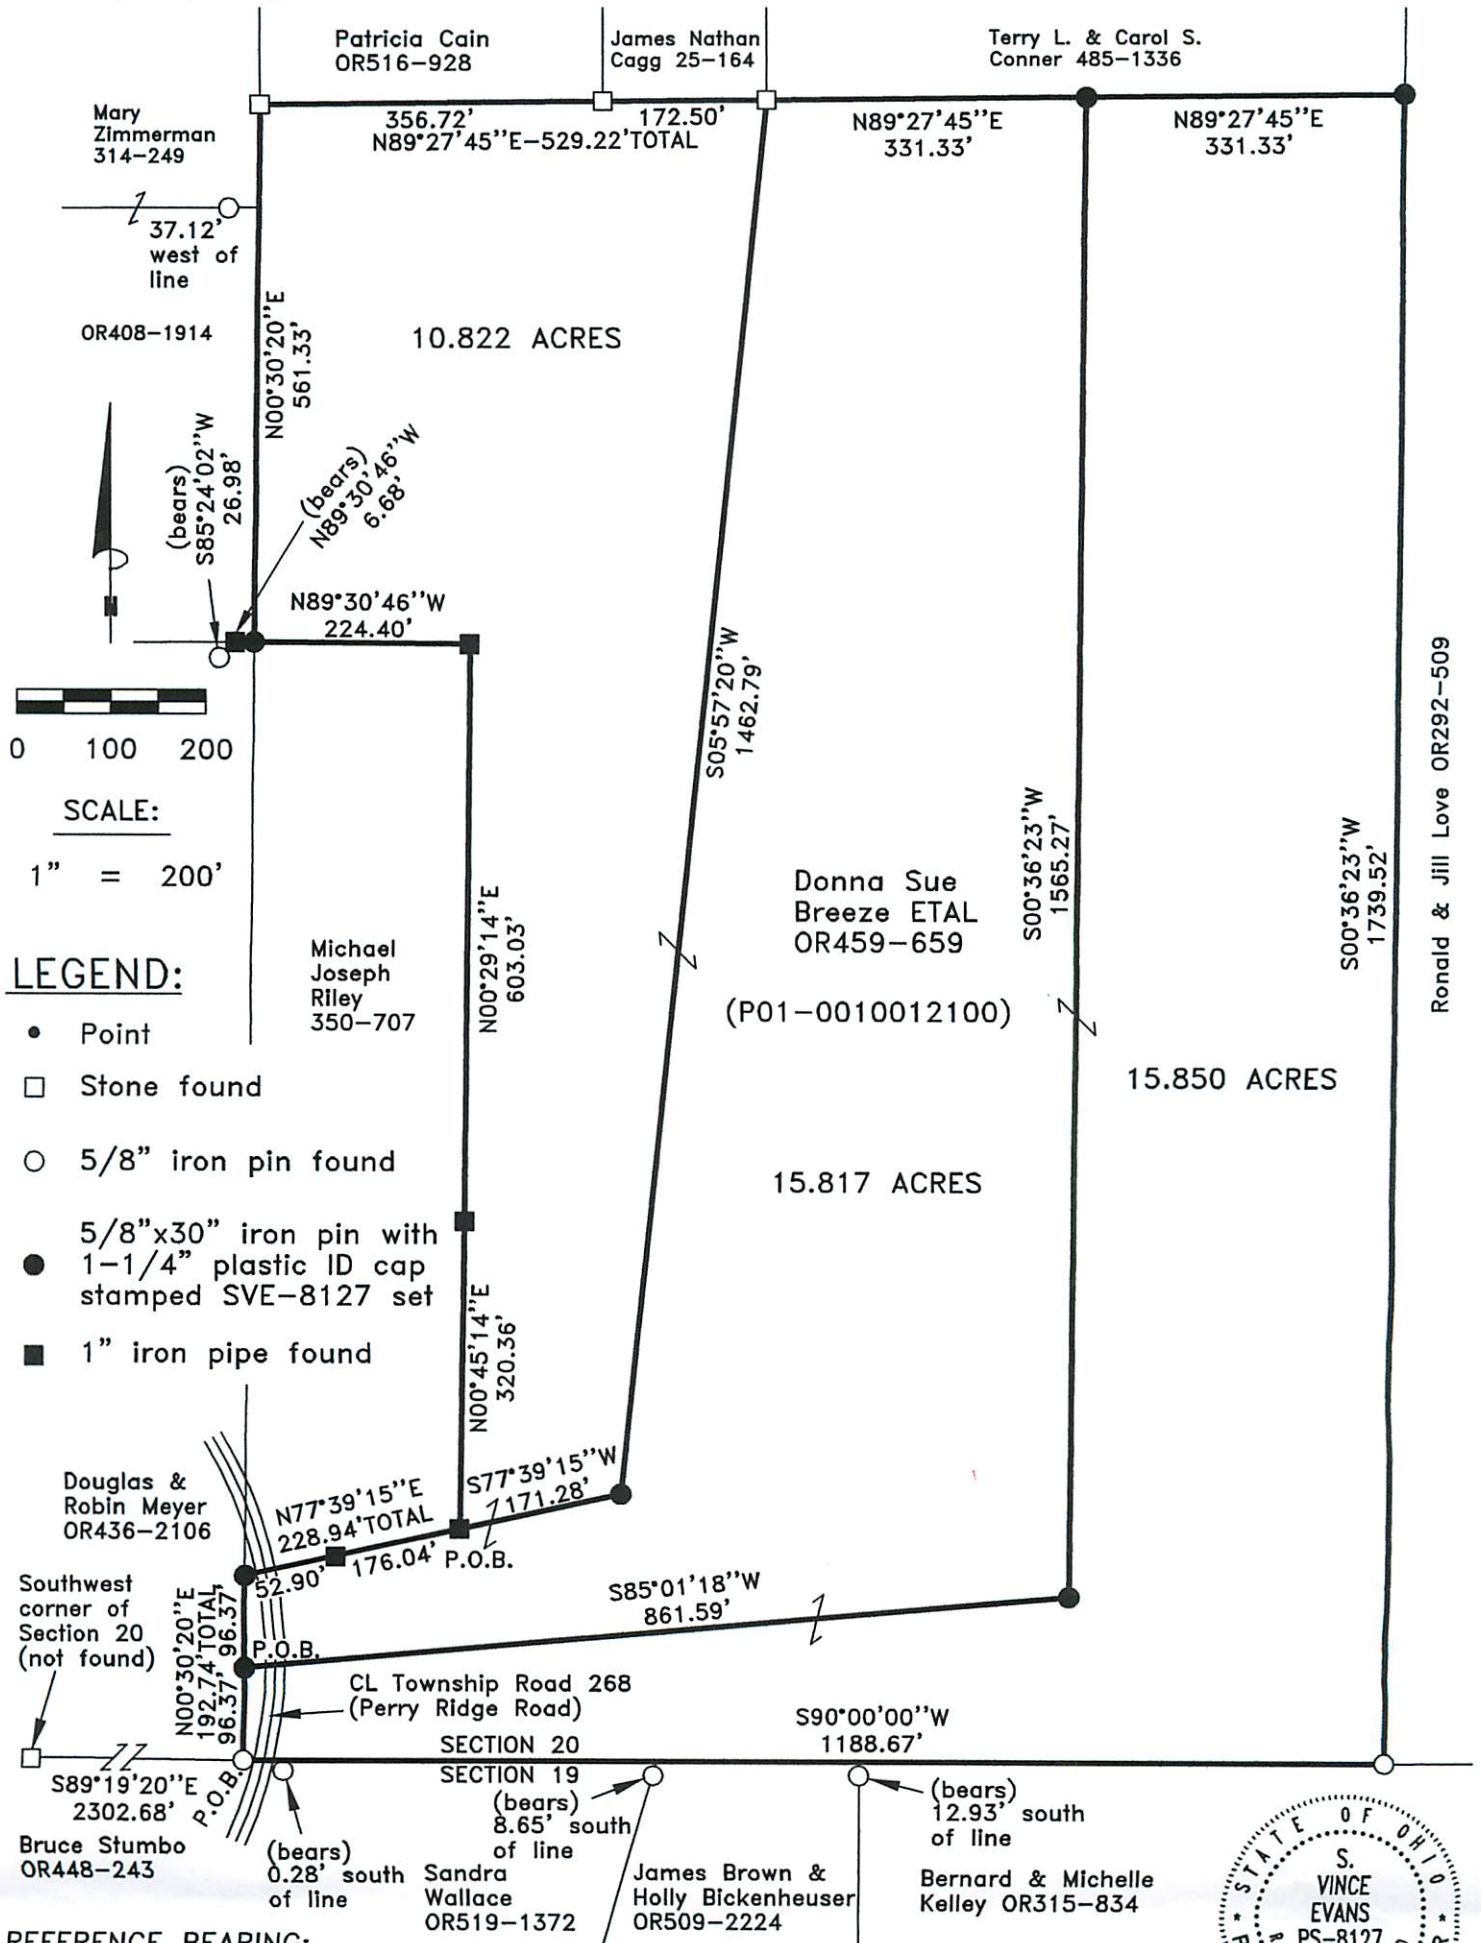 Patricia Cain
OR516-928
James Nathan
Cagg 25-164
Terry L. & Carol S.
Conner 485-1336
Mary
Zimmerman
314-249
356.72'
172.50'
N89°27'45"E-529.22'TOTAL
N89°27'45"E
331.33'
N89°27'45"E
331.33'
37.12'
west of
line
OR408-1914
N00°30'20"E
561.33'
10.822 ACRES
(bears)
S85°24'02"W
26.98'
(bears)
N89°30'46"W
6.68'
N89°30'46"W
224.40'
0 100 200
SCALE:
1" = 200'
S05°57'20"W
1462.79'
Ronald & Jill Love OR292-509
S00°36'23"W
1565.27'
S00°36'23"W
1739.52'
Donna Sue
Breeze ETAL
OR459-659
(P01-0010012100)
Michael
Joseph
Riley
350-707
N00°29'14"E
603.03'
LEGEND:
Point
Stone found
5/8" iron pin found
5/8"x30" iron pin with
1-1/4" plastic ID cap
stamped SVE-8127 set
1" iron pipe found
15.850 ACRES
15.817 ACRES
N00°45'14"E
320.36'
Douglas &
Robin Meyer
OR436-2106
N77°39'15"E
228.94'TOTAL
S77°39'15"W
171.28'
52.90'
176.04'
P.O.B.
Southwest
corner of
Section 20
(not found)
N00°30'20"E
192.74'TOTAL
96.37' 96.37'
P.O.B.
S85°01'18"W
861.59'
CL Township Road 268
(Perry Ridge Road)
S90°00'00"W
1188.67'
SECTION 20
SECTION 19
S89°19'20"E
2302.68'
P.O.B.
Bruce Stumbo
OR448-243
(bears)
0.28' south
of line
(bears)
8.65' south
of line
(bears)
12.93' south
of line
Sandra
Wallace
OR519-1372
James Brown &
Holly Bickenheuser
OR509-2224
Bernard & Michelle
Kelley OR315-834
STATE OF OHIO
S.
VINCE
EVANS
PS-8127
REFERENCE BEARING: